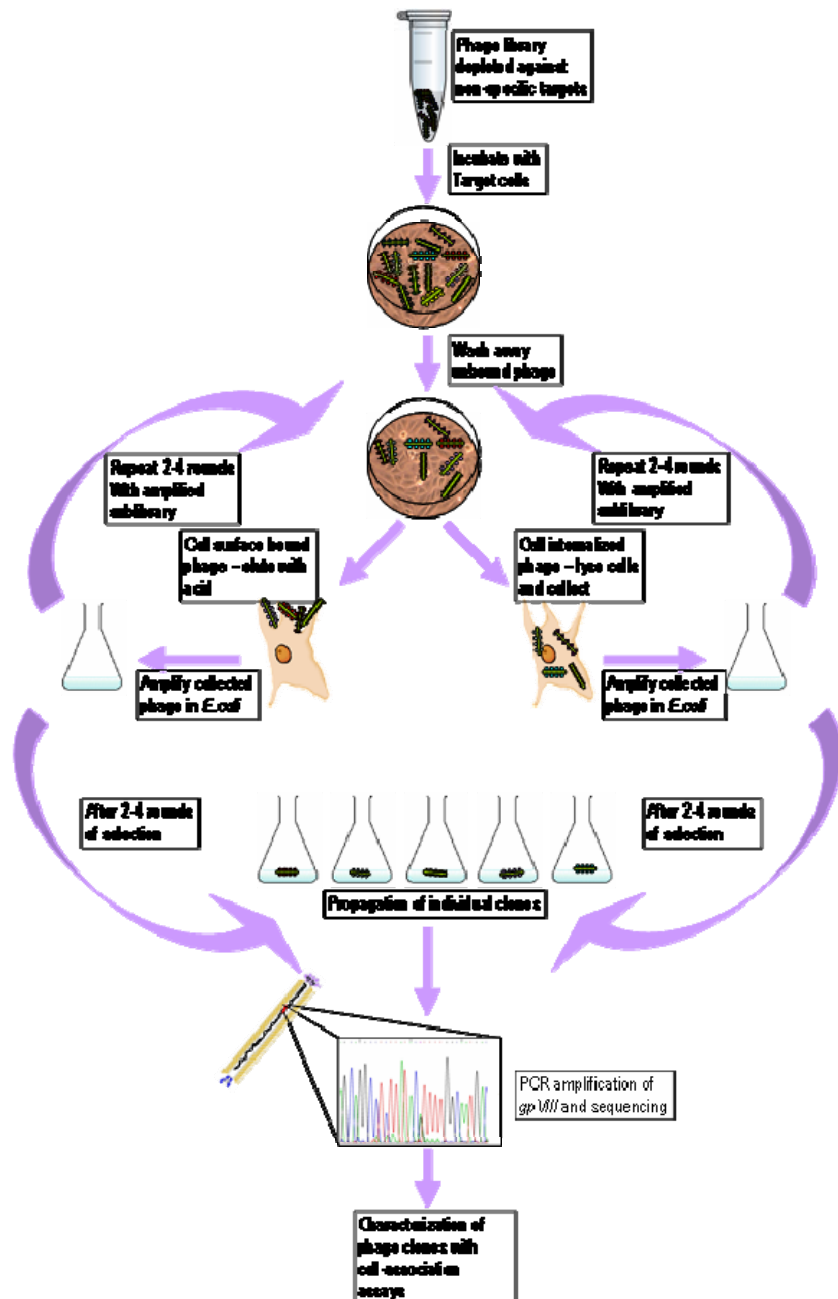 Phage library
depleted against
non-specific targets
Incubate with
Target cells
Wash away
unbound phage
Repeat 2-4 rounds
With amplified
sublibrary
Repeat 2-4 rounds
With amplified
sublibrary
Cell surface bound
phage – elute with
acid
Cell internalized
phage – lyse cells
and collect
Amplify collected
phage in E.coli
Amplify collected
phage in E.coli
After 2-4 rounds
of selection
After 2-4 rounds
of selection
Propagation of individual clones
PCR amplification of
gpVIII and sequencing
Characterization of
phage clones with
cell-association
assays